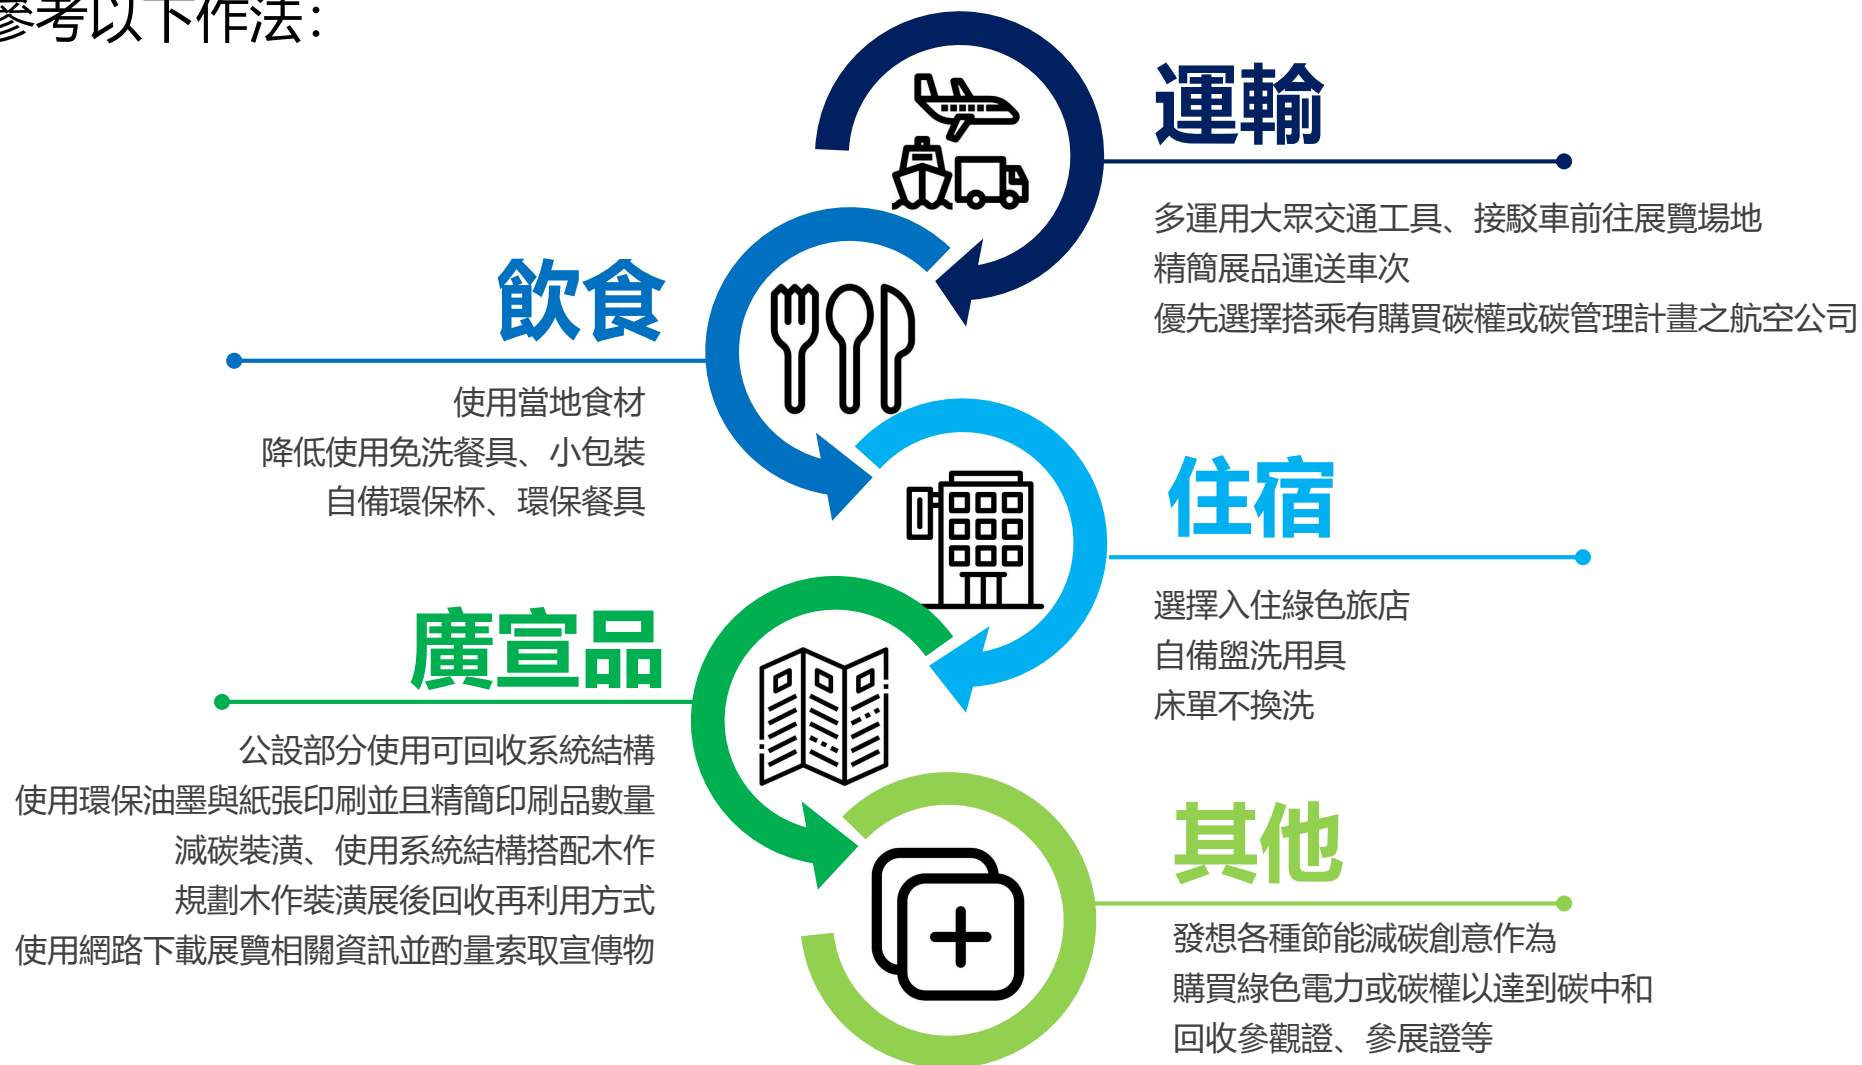 參考以下作法：
運輸
多運用大眾交通工具、接駁車前往展覽場地
精簡展品運送車次
優先選擇搭乘有購買碳權或碳管理計畫之航空公司
飲食
使用當地食材
降低使用免洗餐具、小包裝
自備環保杯、環保餐具
住宿
選擇入住綠色旅店
自備盥洗用具
床單不換洗
廣宣品
公設部分使用可回收系統結構
使用環保油墨與紙張印刷並且精簡印刷品數量
減碳裝潢、使用系統結構搭配木作
規劃木作裝潢展後回收再利用方式
使用網路下載展覽相關資訊並酌量索取宣傳物
其他
發想各種節能減碳創意作為
購買綠色電力或碳權以達到碳中和
回收參觀證、參展證等